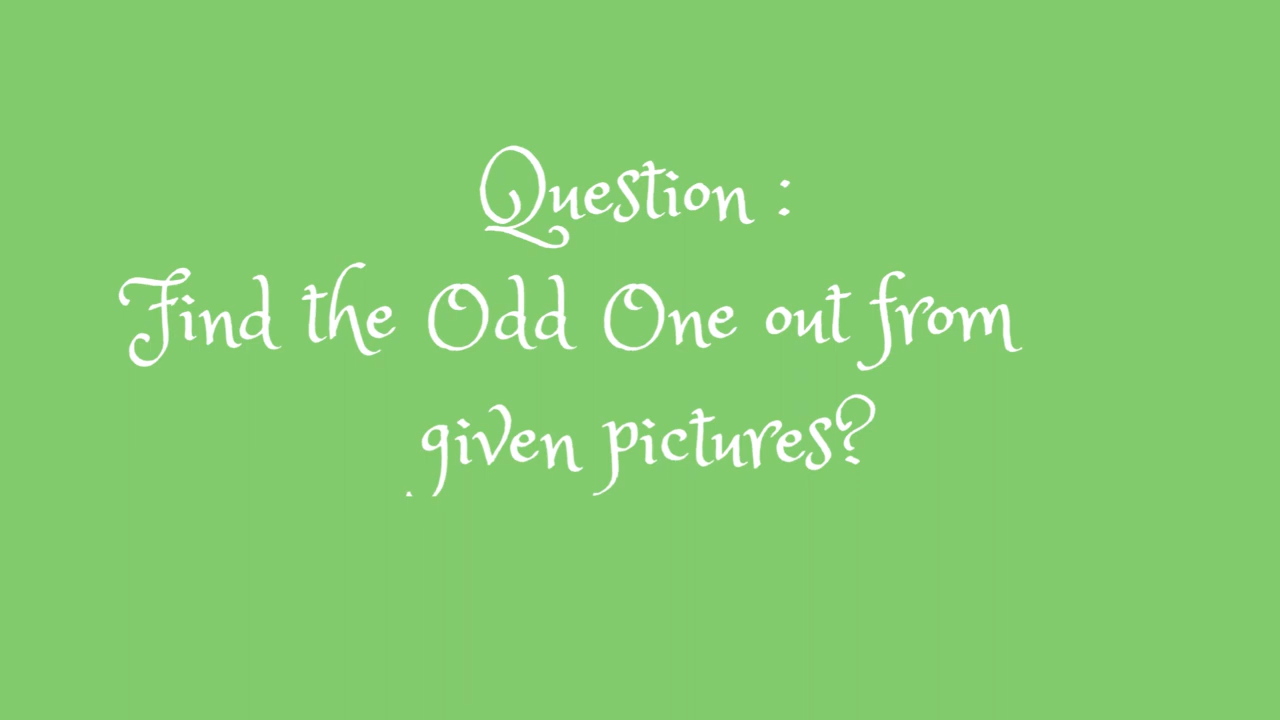 Question :
Find the Odd One out from
given pictures?